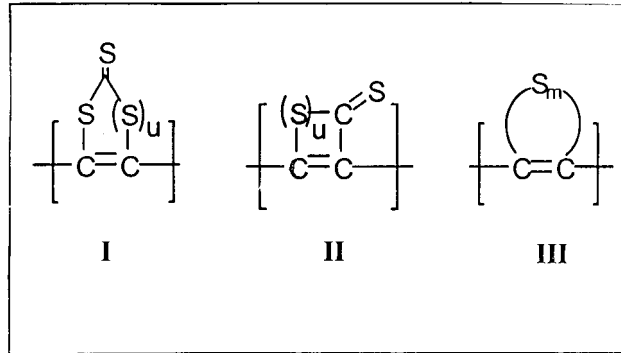 S
S (S)u
C = C
I
(S)u C S
C = C
II
Sm
C = C
III